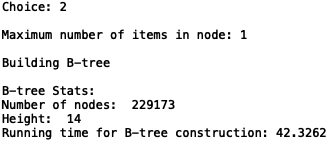 Choice: 2
Maximum number of items in node: 1
Building B-tree
B-tree Stats:
Number of nodes:  229173
Height:  14
Running time for B-tree construction: 42.3262